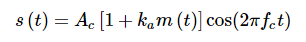 s (t) = A_c [1 + k_a m (t)] cos(2πf_c t)